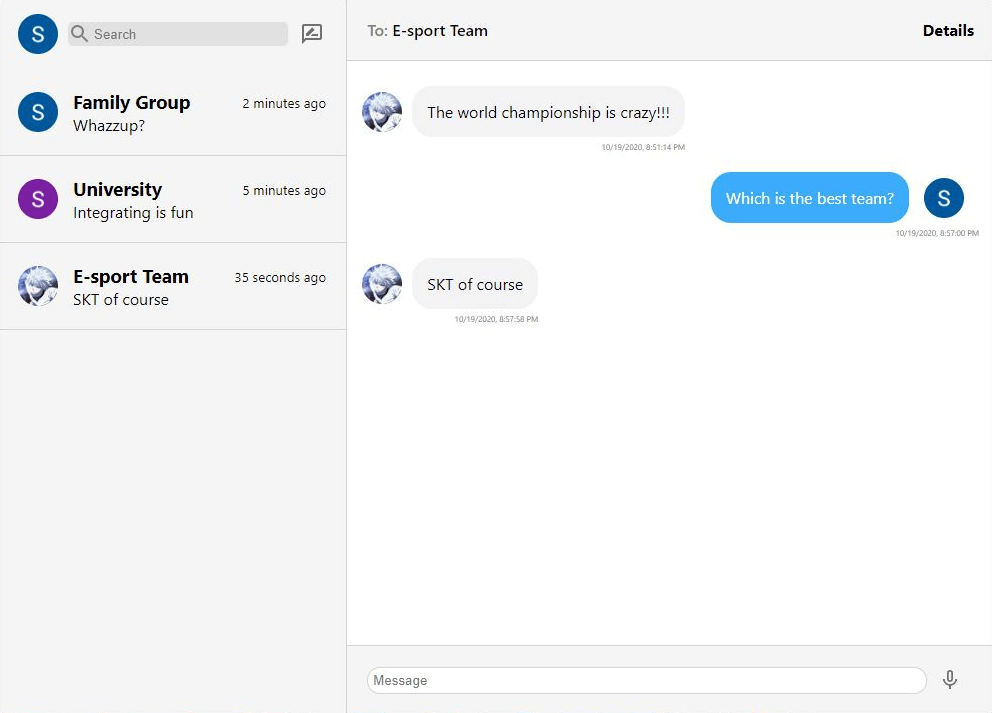 S
Search
S
Family Group
2 minutes ago
Whazzup?
S
University
5 minutes ago
Integrating is fun
E-sport Team
35 seconds ago
SKT of course
To: E-sport Team
Details
The world championship is crazy!!!
10/19/2020, 8:51:14 PM
Which is the best team?
S
10/19/2020, 8:57:00 PM
SKT of course
10/19/2020, 8:57:58 PM
Message